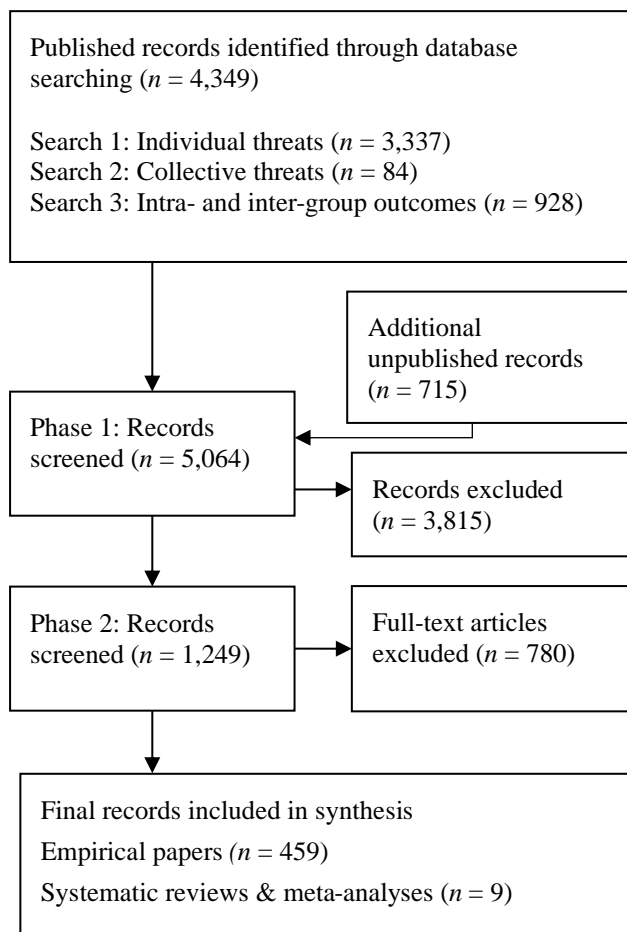 Published records identified through database
searching (n = 4,349)
Search 1: Individual threats (n = 3,337)
Search 2: Collective threats (n = 84)
Search 3: Intra- and inter-group outcomes (n = 928)
Additional
unpublished records
(n = 715)
Phase 1: Records
screened (n = 5,064)
Records excluded
(n = 3,815)
Phase 2: Records
screened (n = 1,249)
Full-text articles
excluded (n = 780)
Final records included in synthesis
Empirical papers (n = 459)
Systematic reviews & meta-analyses (n = 9)